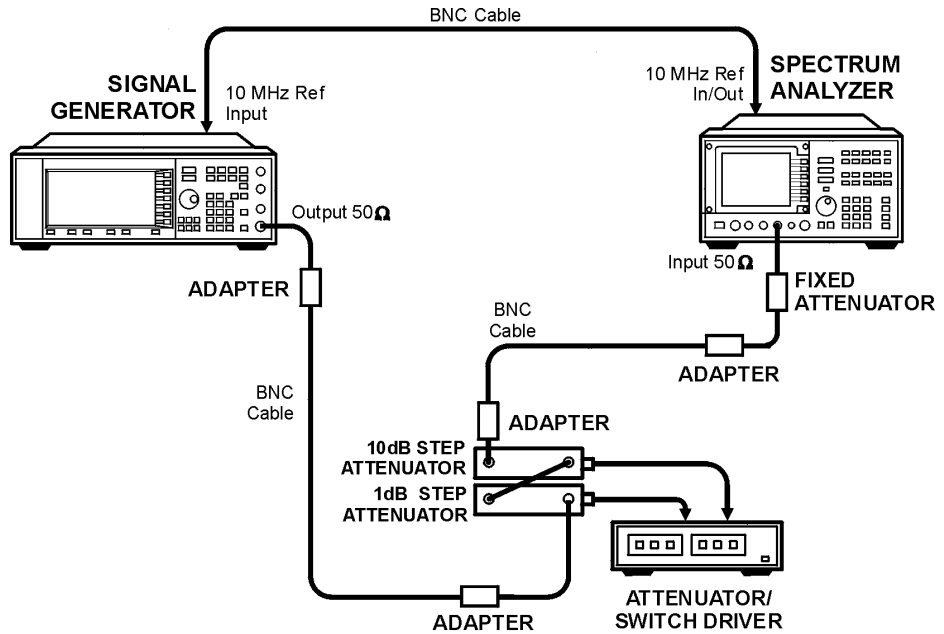 BNC Cable
SIGNAL
GENERATOR
10 MHz Ref
Input
10 MHz Ref
In/Out
SPECTRUM
ANALYZER
Output 50Ω
Input 50Ω
ADAPTER
FIXED
ATTENUATOR
BNC
Cable
ADAPTER
BNC
Cable
ADAPTER
10dB STEP
ATTENUATOR
1dB STEP
ATTENUATOR
ADAPTER
ATTENUATOR/
SWITCH DRIVER